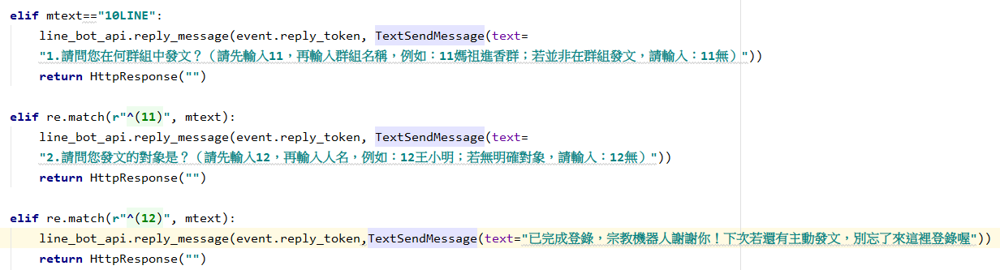 elif mtext=="10LINE":
line_bot_api.reply_message(event.reply_token, TextSendMessage(text=
"1.請問您在何群組中發文？（請先輸入11，再輸入群組名稱，例如：11媽祖進香群；若並非在群組發文，請輸入：11無）"))
return HttpResponse("")
elif re.match(r"^(11)", mtext):
line_bot_api.reply_message(event.reply_token, TextSendMessage(text=
"2.請問您發文的對象是？（請先輸入12，再輸入人名，例如：12王小明；若無明確對象，請輸入：12無）"))
return HttpResponse("")
elif re.match(r"^(12)", mtext):
line_bot_api.reply_message(event.reply_token,TextSendMessage(text="已完成登錄，宗教機器人謝謝你！下次若還有主動發文，別忘了來這裡登錄喔"))
return HttpResponse("")